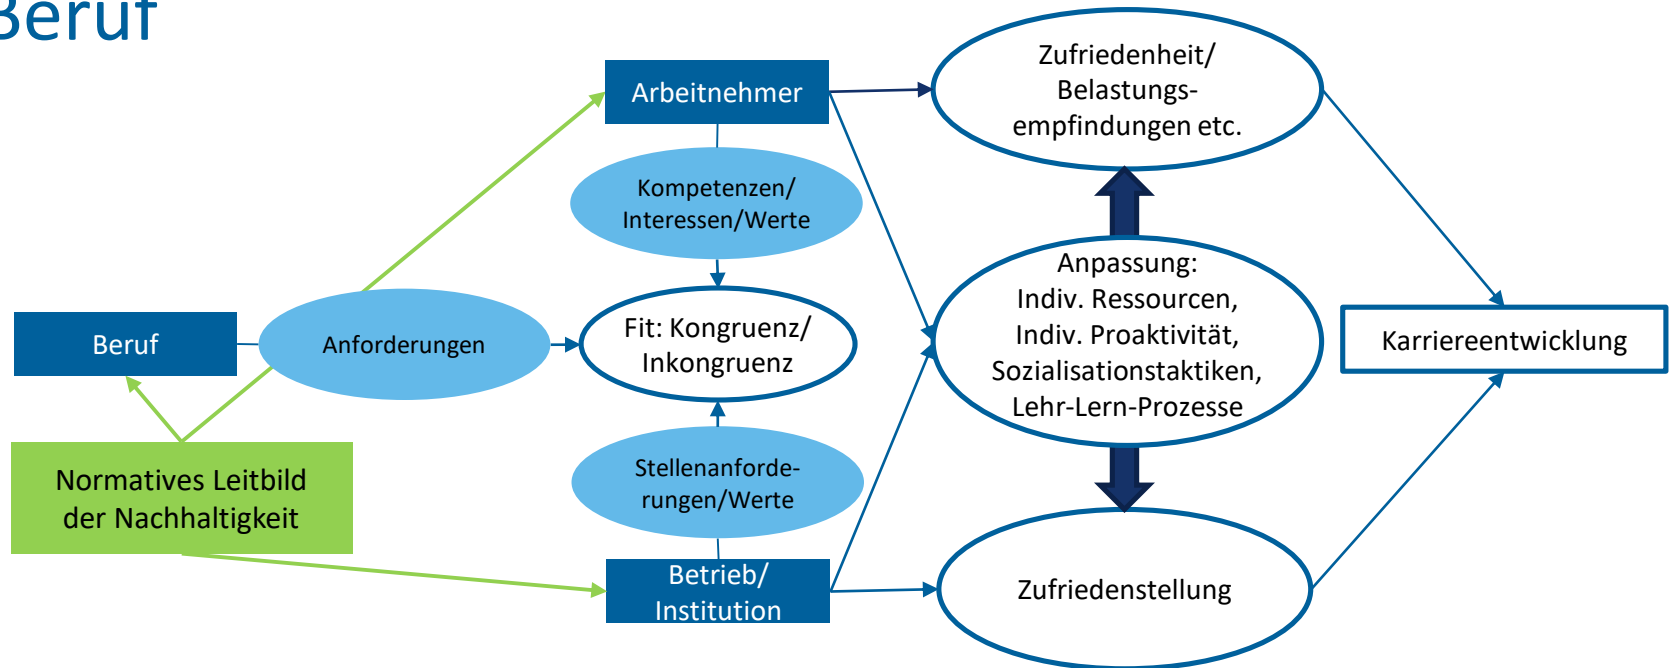 Beruf
Arbeitnehmer
Zufriedenheit/
Belastungs-
empfindungen etc.
Kompetenzen/
Interessen/Werte
Anpassung:
Indiv. Ressourcen,
Indiv. Proaktivität,
Sozialisationstaktiken,
Lehr-Lern-Prozesse
Beruf
Anforderungen
Fit: Kongruenz/
Inkongruenz
Karriereentwicklung
Normatives Leitbild
der Nachhaltigkeit
Stellenanforde-
rungen/Werte
Betrieb/
Institution
Zufriedenstellung